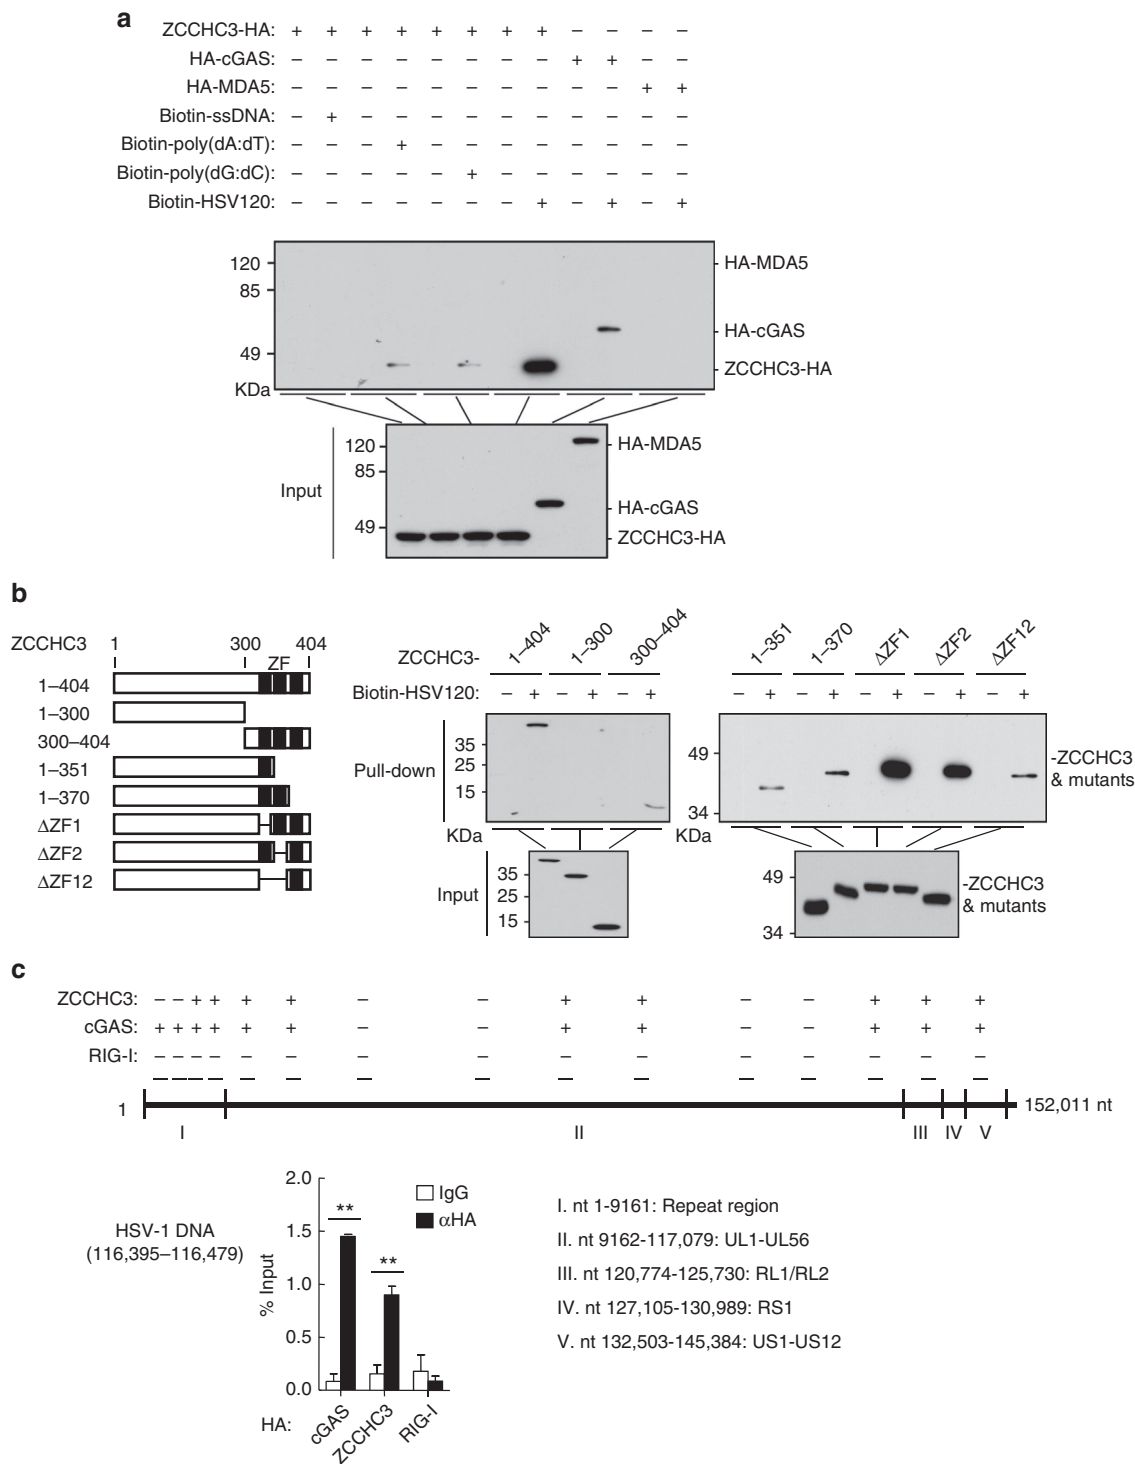 a
ZCCHC3-HA: + + + + + + + + – – – –
HA-cGAS: – – – – – – – – + + – –
HA-MDA5: – – – – – – – – – – + +
Biotin-ssDNA: – + – – – – – – – – – –
Biotin-poly(dA:dT): – – – + – – – – – – – –
Biotin-poly(dG:dC): – – – – – + – – – – – –
Biotin-HSV120: – – – – – – – + – + – +
120
85
49
KDa
HA-MDA5
HA-cGAS
ZCCHC3-HA
Input
120
85
49
HA-MDA5
HA-cGAS
ZCCHC3-HA
b
ZCCHC3 1 300 404
ZF
1–404
1–300
300–404
1–351
1–370
ΔZF1
ΔZF2
ΔZF12
ZCCHC3- 1–404 1–300 300–404 1–351 1–370 ΔZF1 ΔZF2 ΔZF12
Biotin-HSV120: – + – + – + – + – + – + – + – +
Pull-down
35
25
15
KDa
Input
35
25
15
49
34
KDa
-ZCCHC3
& mutants
49
34
-ZCCHC3
& mutants
c
ZCCHC3: – – + + + + – – + + – – + + +
cGAS: + + + + + + – – + + – – + + +
RIG-I: – – – – – – – – – – – – – – –
1 152,011 nt
I II III IV V
HSV-1 DNA
(116,395–116,479)
% Input
2.0
1.5
1.0
0.5
0.0
** **
IgG
αHA
HA: cGAS ZCCHC3 RIG-I
I. nt 1-9161: Repeat region
II. nt 9162-117,079: UL1-UL56
III. nt 120,774-125,730: RL1/RL2
IV. nt 127,105-130,989: RS1
V. nt 132,503-145,384: US1-US12